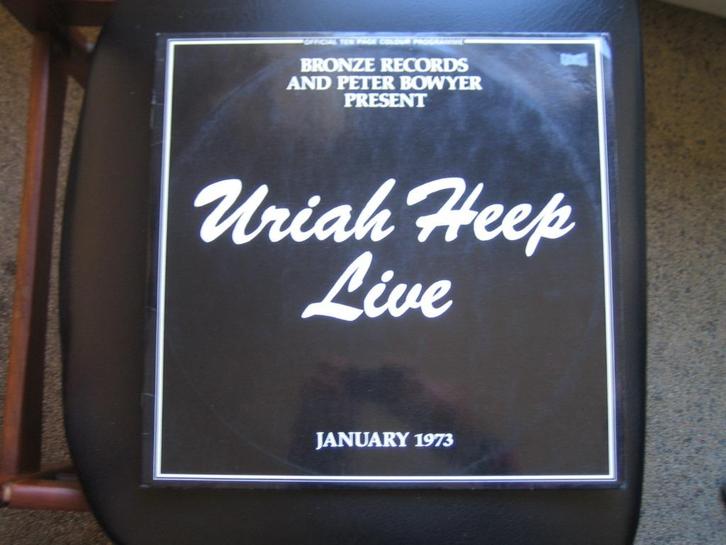 OFFICIAL TEN PAGE COLOUR PROGRAMME
BRONZE RECORDS
AND PETER BOWYER
PRESENT
Uriah Heep
Live
JANUARY 1973